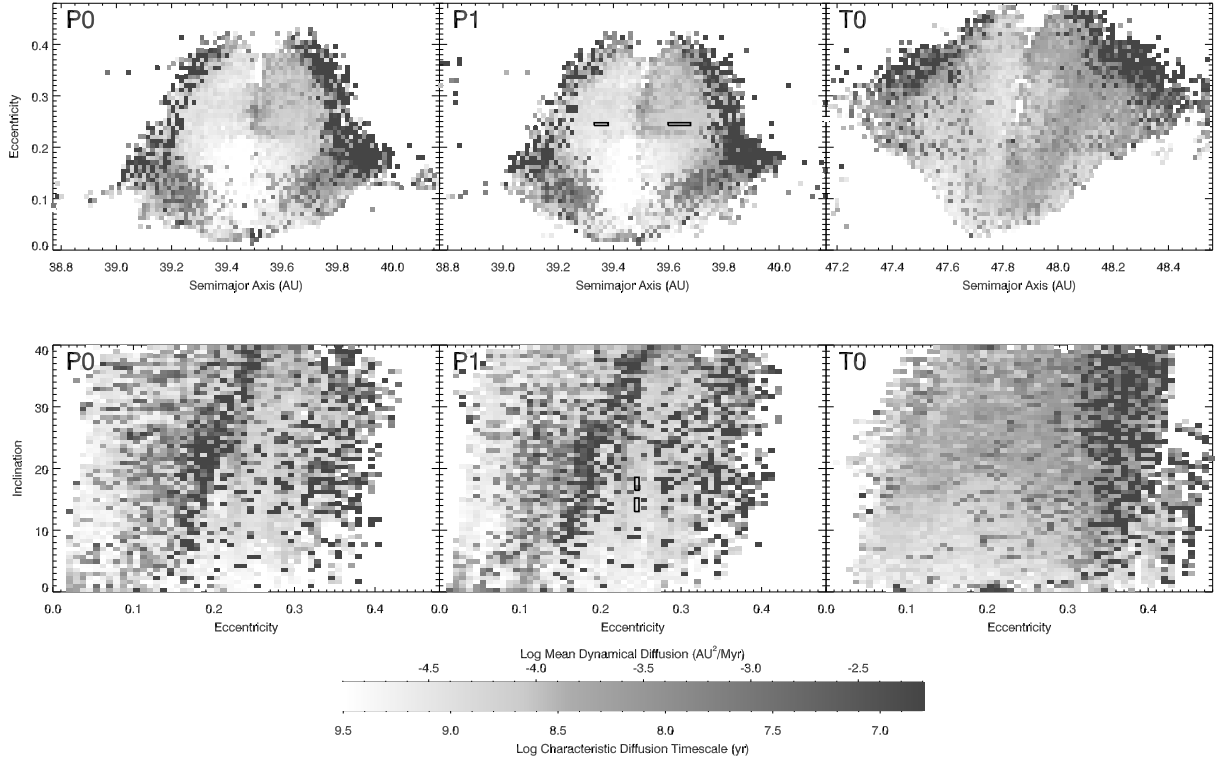 P0 P1 T0
Eccentricity
0.4
0.3
0.2
0.1
0.0
38.8 39.0 39.2 39.4 39.6 39.8 40.0 38.8 39.0 39.2 39.4 39.6 39.8 40.0 47.2 47.4 47.6 47.8 48.0 48.2 48.4
Semimajor Axis (AU) Semimajor Axis (AU) Semimajor Axis (AU)
P0 P1 T0
Inclination
40
30
20
10
0
0.0 0.1 0.2 0.3 0.4 0.0 0.1 0.2 0.3 0.4 0.0 0.1 0.2 0.3 0.4
Eccentricity Eccentricity Eccentricity
Log Mean Dynamical Diffusion (AU²/Myr)
-4.5 -4.0 -3.5 -3.0 -2.5
9.5 9.0 8.5 8.0 7.5 7.0
Log Characteristic Diffusion Timescale (yr)